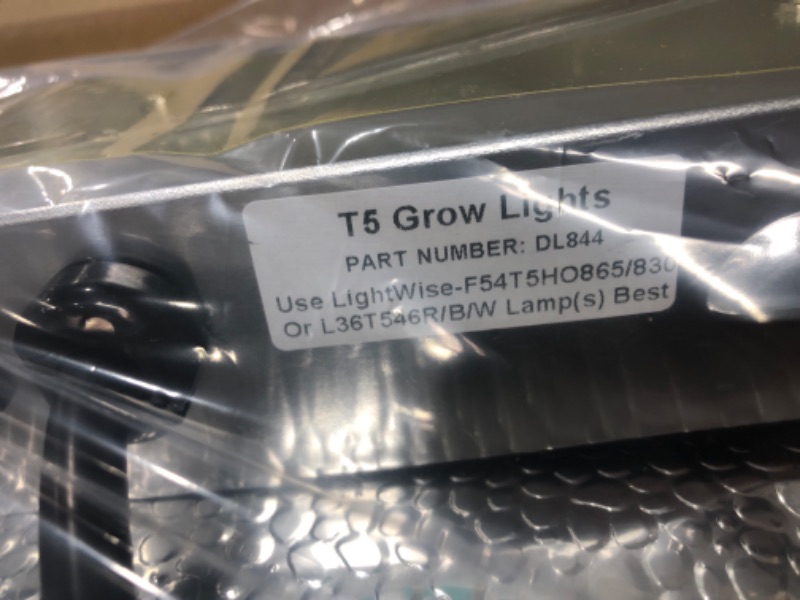 T5 Grow Lights
PART NUMBER: DL844
Use LightWise-F54T5HO865/830
Or L36T546R/B/W Lamp(s) Best